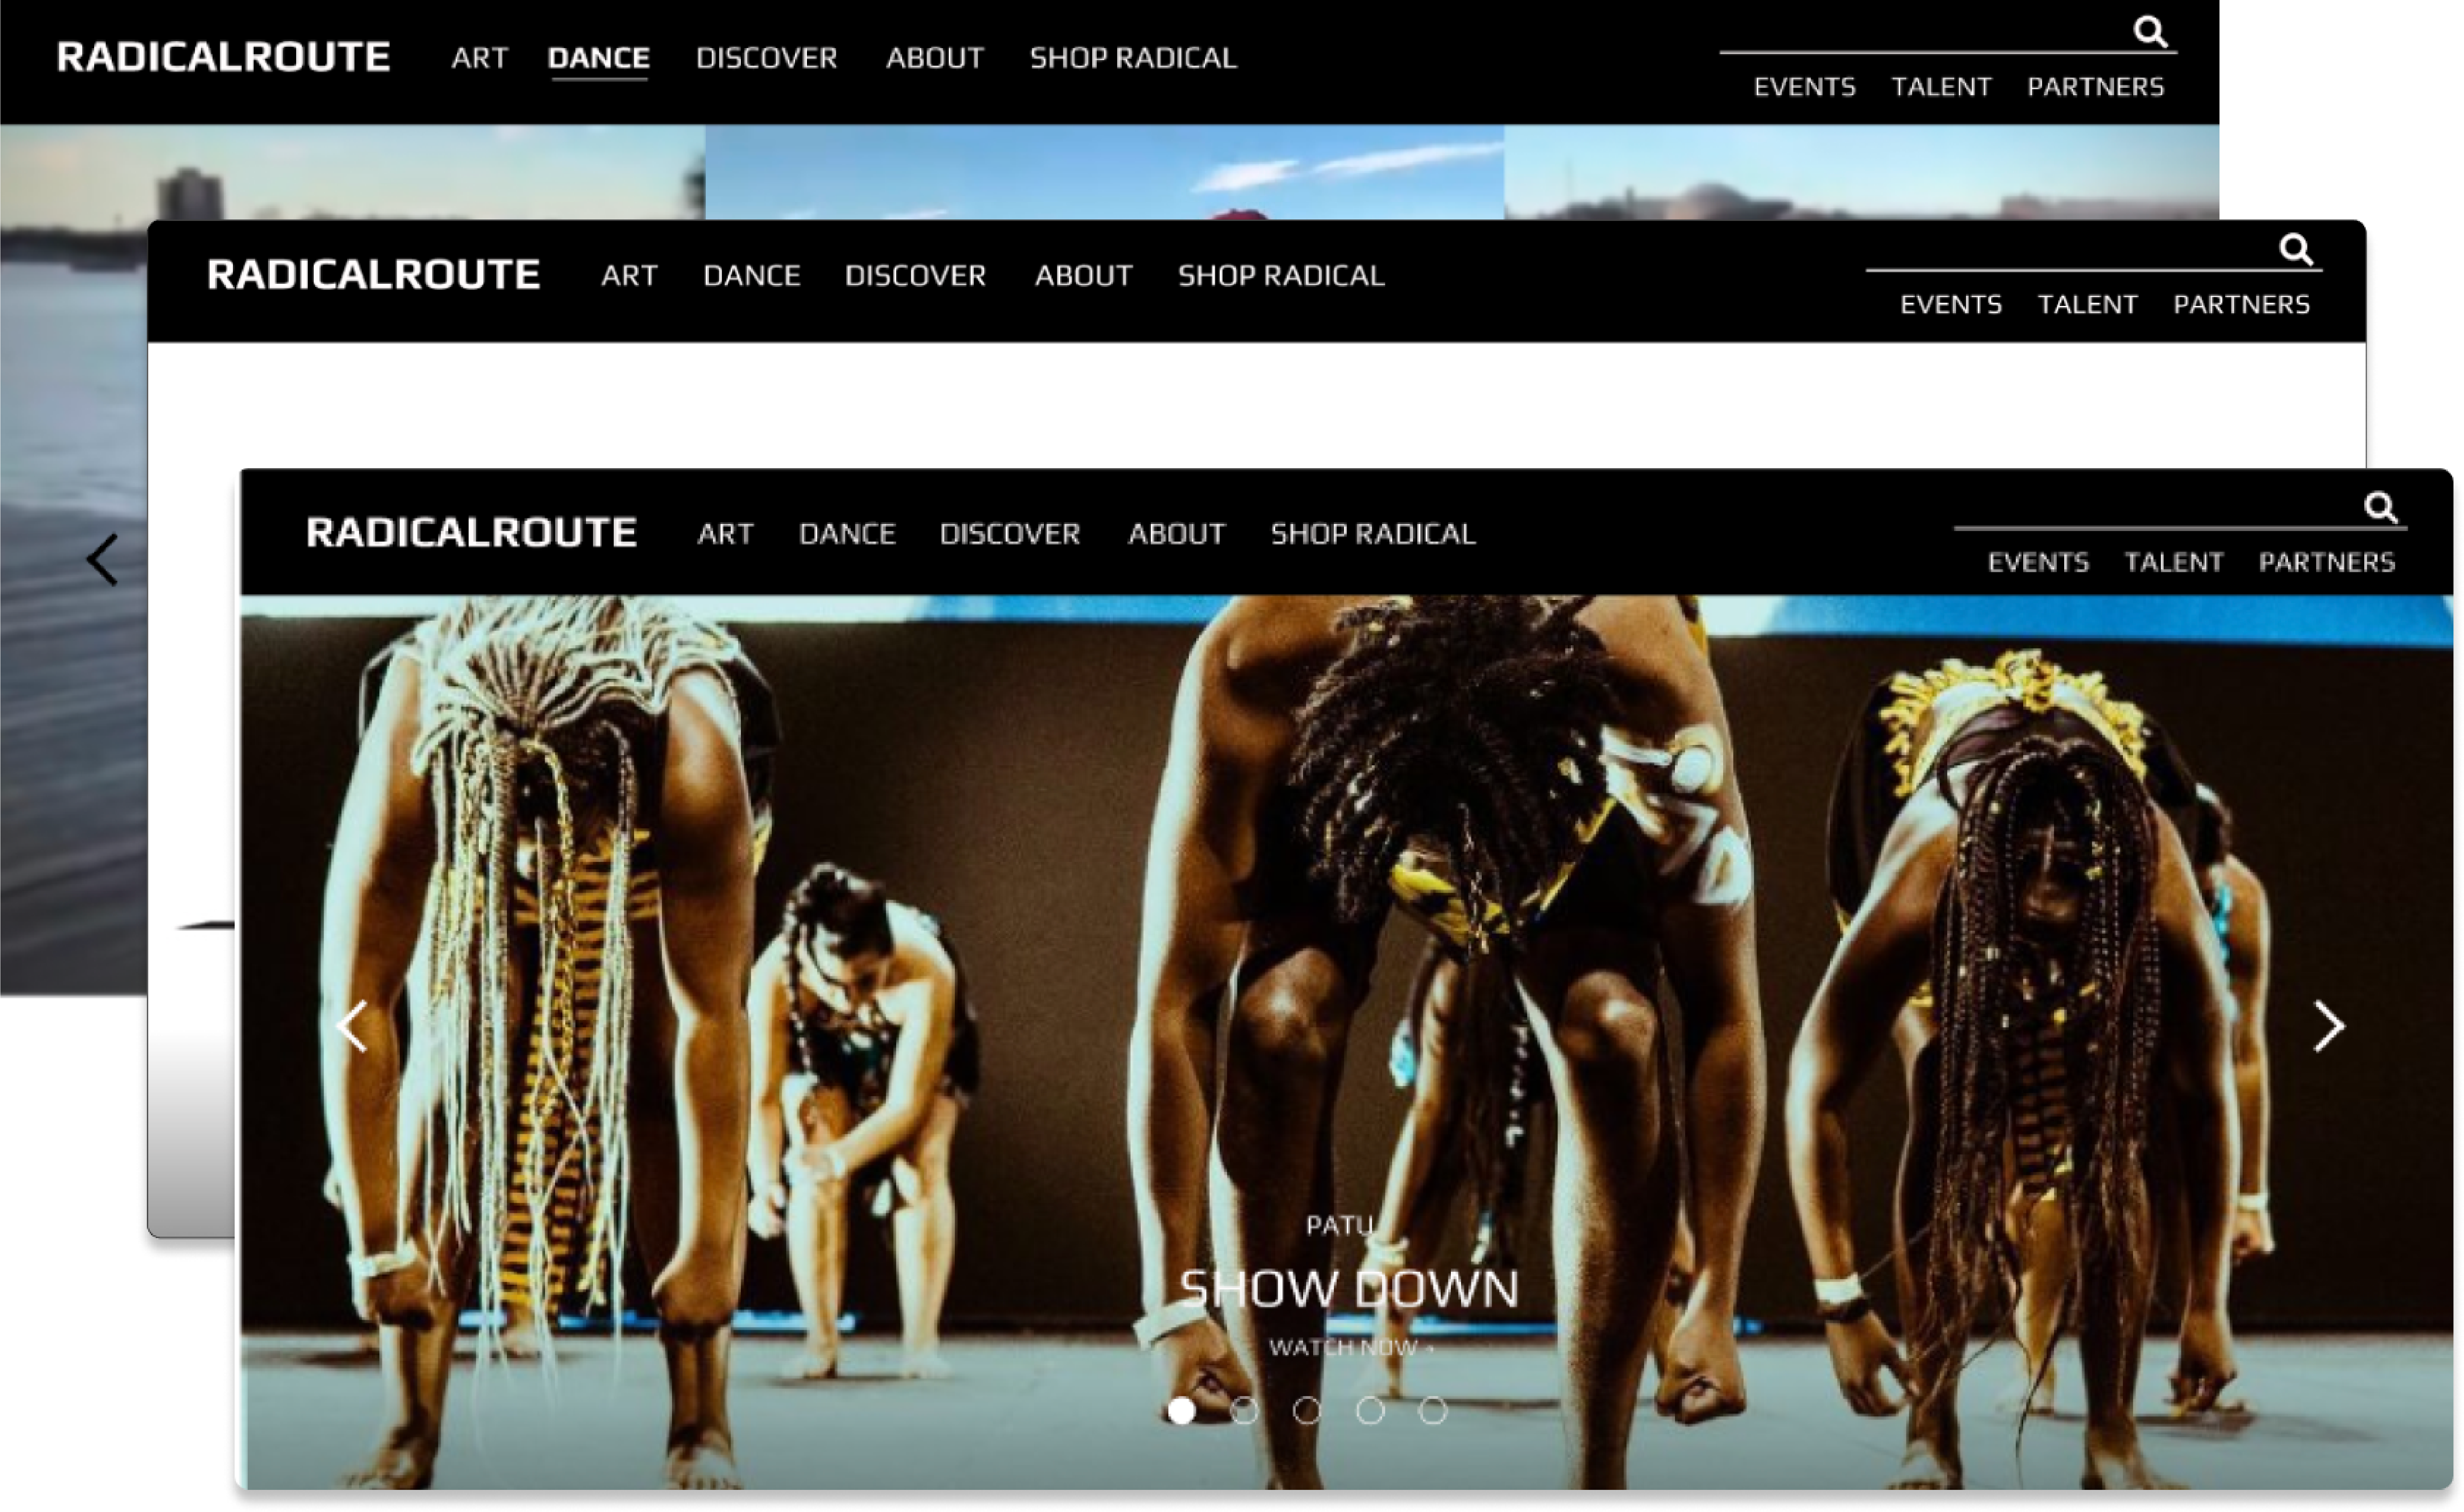 RADICALROUTE ART DANCE DISCOVER ABOUT SHOP RADICAL
EVENTS TALENT PARTNERS
RADICALROUTE ART DANCE DISCOVER ABOUT SHOP RADICAL
EVENTS TALENT PARTNERS
RADICALROUTE ART DANCE DISCOVER ABOUT SHOP RADICAL
EVENTS TALENT PARTNERS
PATU
SHOW DOWN
WATCH NOW